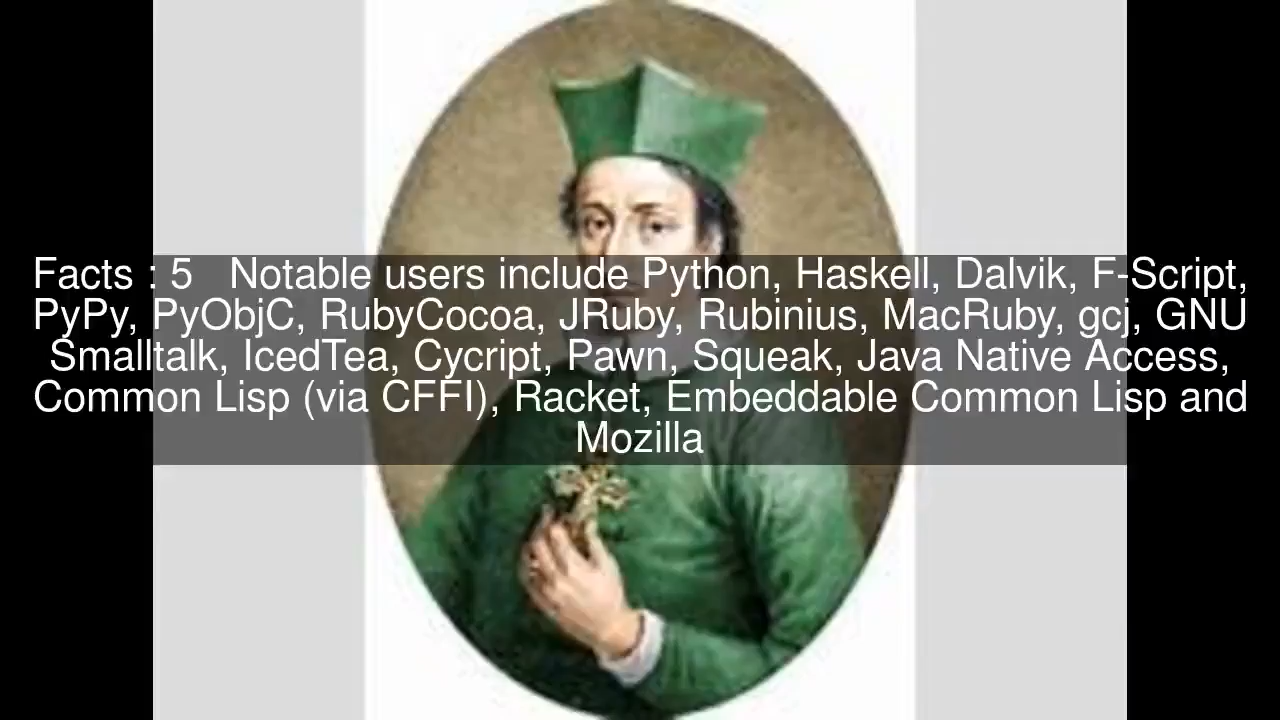 Facts : 5   Notable users include Python, Haskell, Dalvik, F-Script,
PyPy, PyObjC, RubyCocoa, JRuby, Rubinius, MacRuby, gcj, GNU
Smalltalk, IcedTea, Cycript, Pawn, Squeak, Java Native Access,
Common Lisp (via CFFI), Racket, Embeddable Common Lisp and
Mozilla